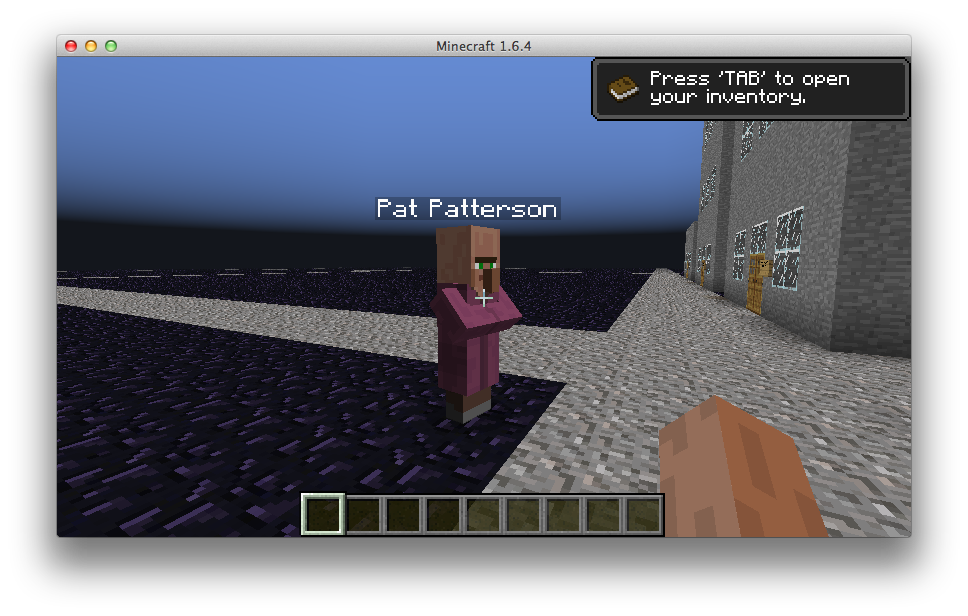 Minecraft 1.6.4
Press 'TAB' to open
your inventory.
Pat Patterson